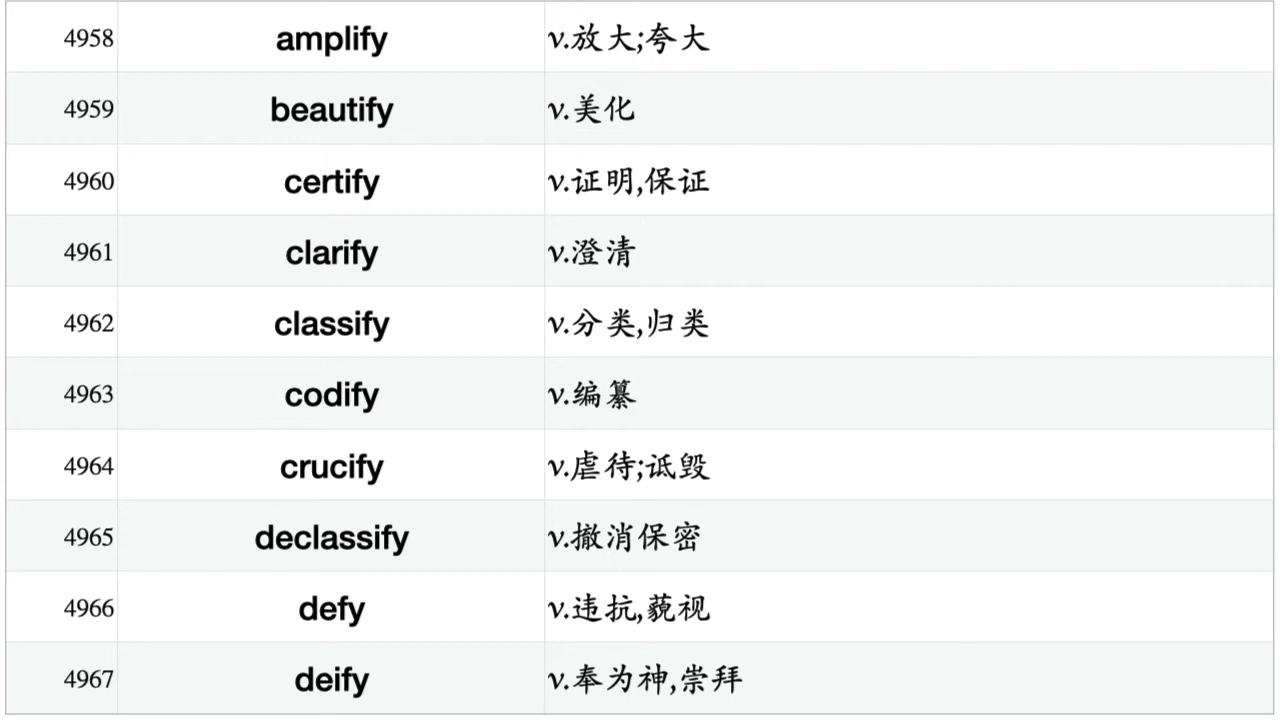 4958 amplify v.放大;夸大
4959 beautify v.美化
4960 certify v.证明,保证
4961 clarify v.澄清
4962 classify v.分类,归类
4963 codify v.编纂
4964 crucify v.虐待;诋毁
4965 declassify v.撤消保密
4966 defy v.违抗,藐视
4967 deify v.奉为神,崇拜